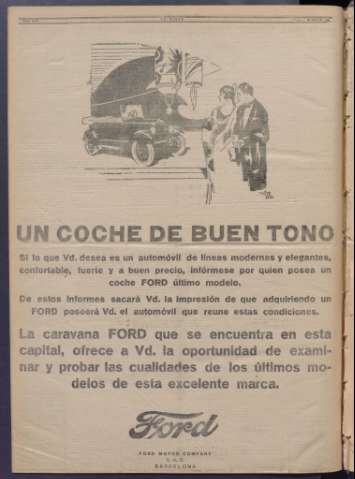 UN COCHE DE BUEN TONO
Si lo que Vd. desea es un automóvil de líneas modernas y elegantes,
confortable, fuerte y a buen precio, infórmese por quien posea un
coche FORD último modelo.
De estos informes sacará Vd. la impresión de que adquiriendo un
FORD poseerá Vd. el automóvil que reune estas condiciones.
La caravana FORD que se encuentra en esta
capital, ofrece a Vd. la oportunidad de exami-
nar y probar las cualidades de los últimos mo-
delos de esta excelente marca.
Ford
FORD MOTOR COMPANY
BARCELONA